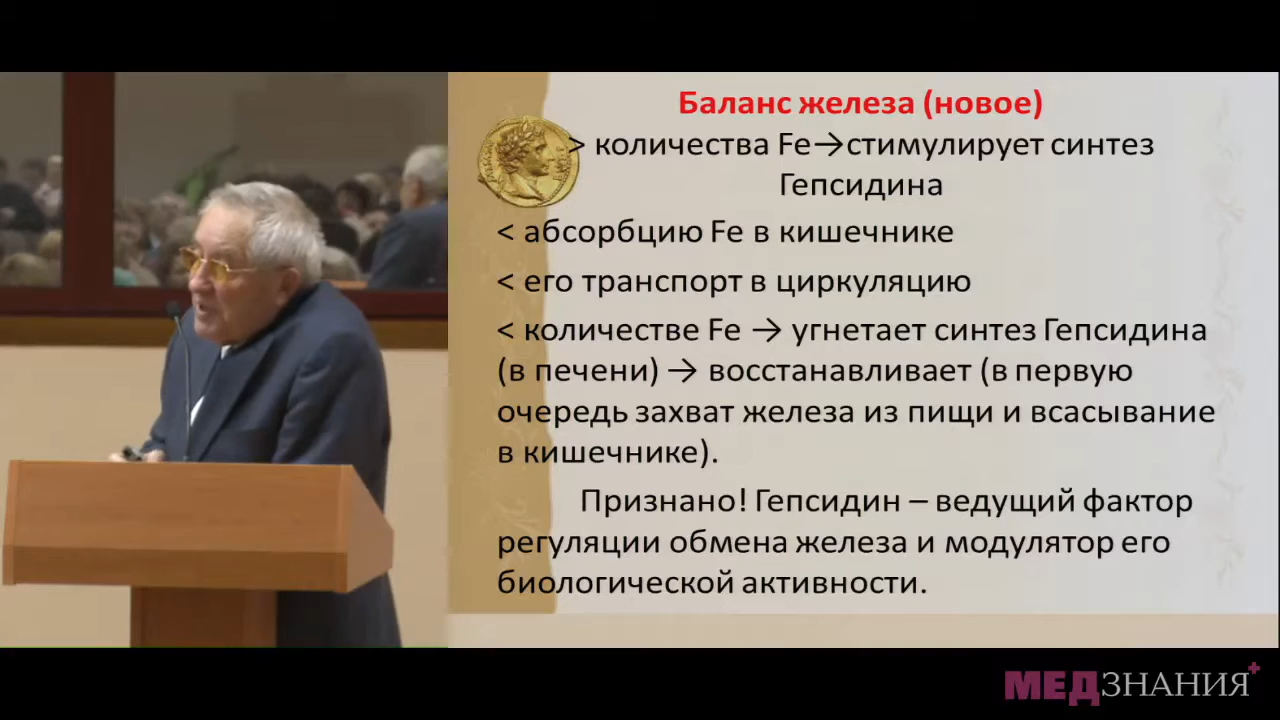 Баланс железа (новое)
> количества Fe→стимулирует синтез
Гепсидина
< абсорбцию Fe в кишечнике
< его транспорт в циркуляцию
< количестве Fe → угнетает синтез Гепсидина
(в печени) → восстанавливает (в первую
очередь захват железа из пищи и всасывание
в кишечнике).
Признано! Гепсидин – ведущий фактор
регуляции обмена железа и модулятор его
биологической активности.
МЕДЗНАНИЯ+